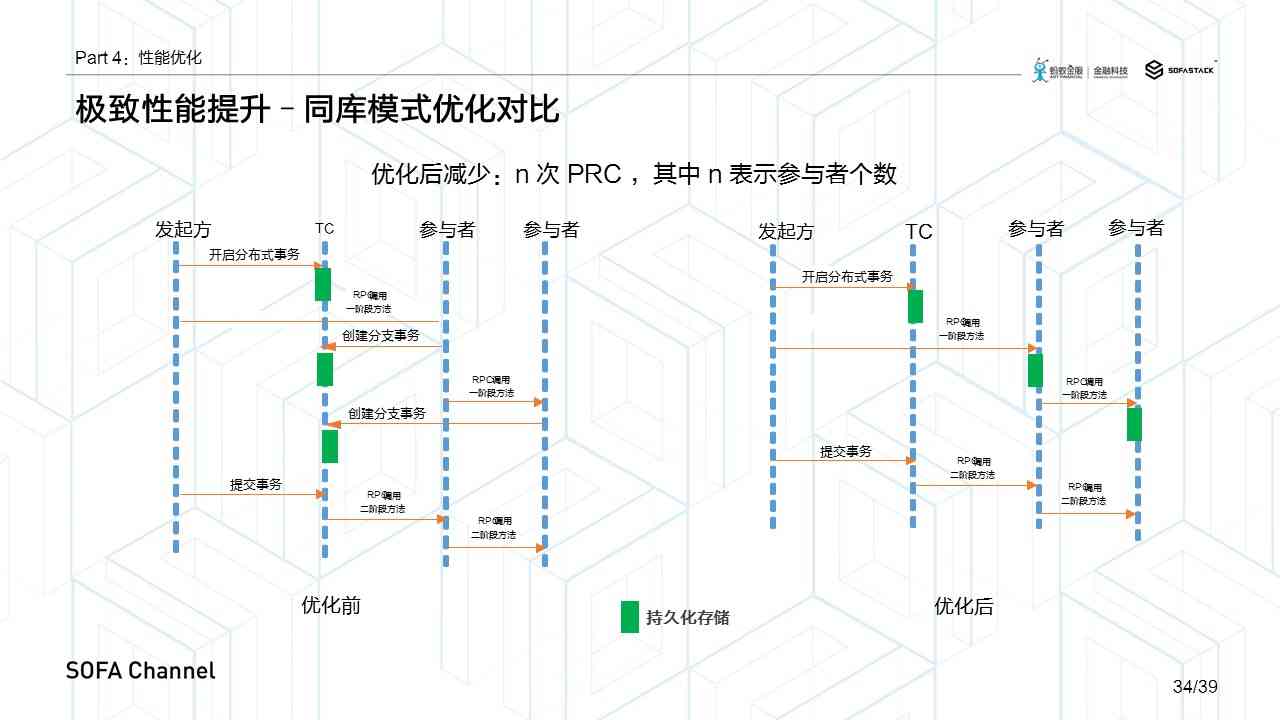 Part 4：性能优化
蚂蚁金服
ANT FINANCIAL
金融科技
SOFASTACK
极致性能提升 - 同库模式优化对比
优化后减少：n 次 PRC ，其中 n 表示参与者个数
发起方
TC
参与者
参与者
开启分布式事务
RPC调用
一阶段方法
创建分支事务
RPC调用
一阶段方法
创建分支事务
提交事务
RPC调用
二阶段方法
RPC调用
二阶段方法
优化前
发起方
TC
参与者
参与者
开启分布式事务
RPC调用
一阶段方法
RPC调用
一阶段方法
提交事务
RPC调用
二阶段方法
RPC调用
二阶段方法
优化后
持久化存储
SOFA Channel
34/39